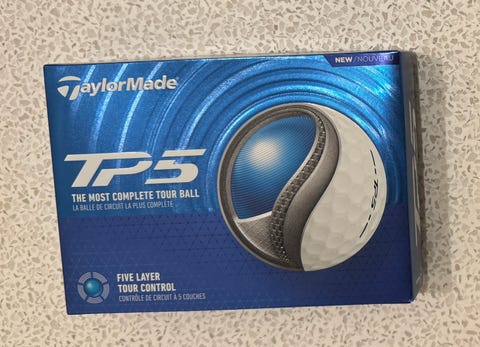 NEW/NOUVEAU
TaylorMade
TP5
THE MOST COMPLETE TOUR BALL
LA BALLE DE CIRCUIT LA PLUS COMPLÈTE
TP5
FIVE LAYER
TOUR CONTROL
CONTRÔLE DE CIRCUIT À 5 COUCHES